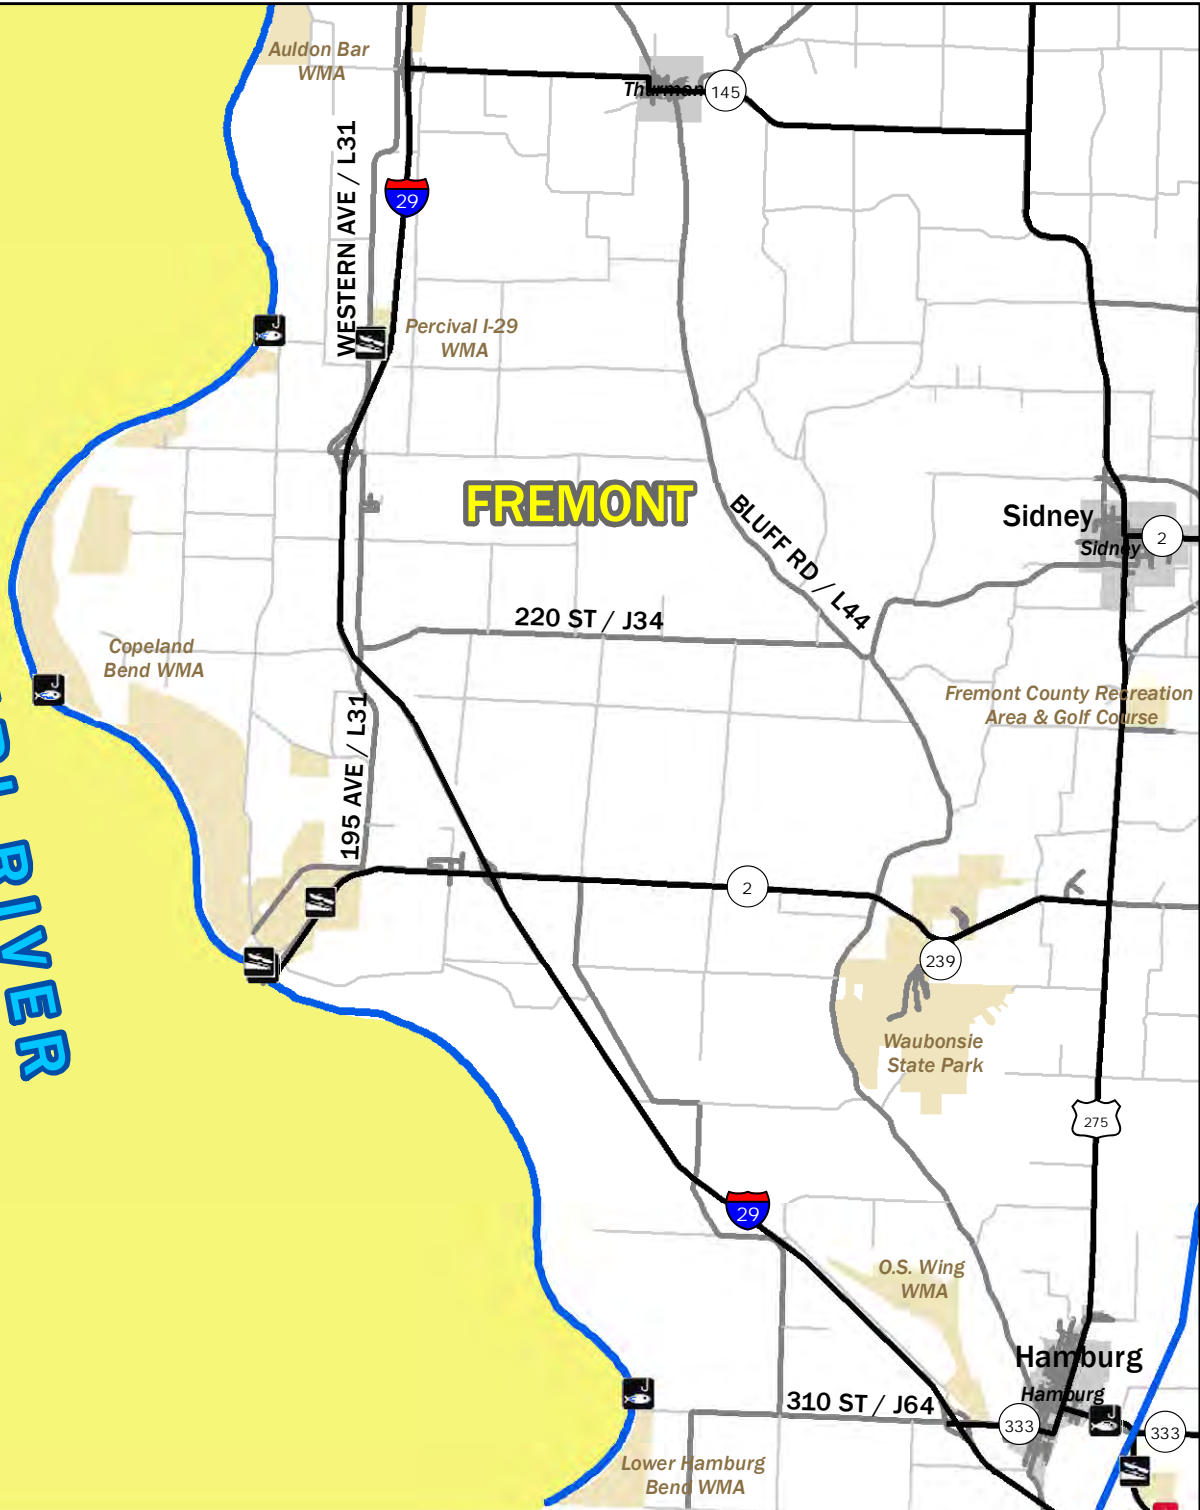 Auldon Bar
WMA
Thurman
145
WESTERN AVE / L31
29
Percival I-29
WMA
FREMONT
BLUFF RD / L44
Sidney
Sidney
2
220 ST / J34
Copeland
Bend WMA
Fremont County Recreation
Area & Golf Course
195 AVE / L31
RIVER
2
239
Waubonsie
State Park
275
29
O.S. Wing
WMA
Hamburg
Hamburg
310 ST / J64
333
333
Lower Hamburg
Bend WMA